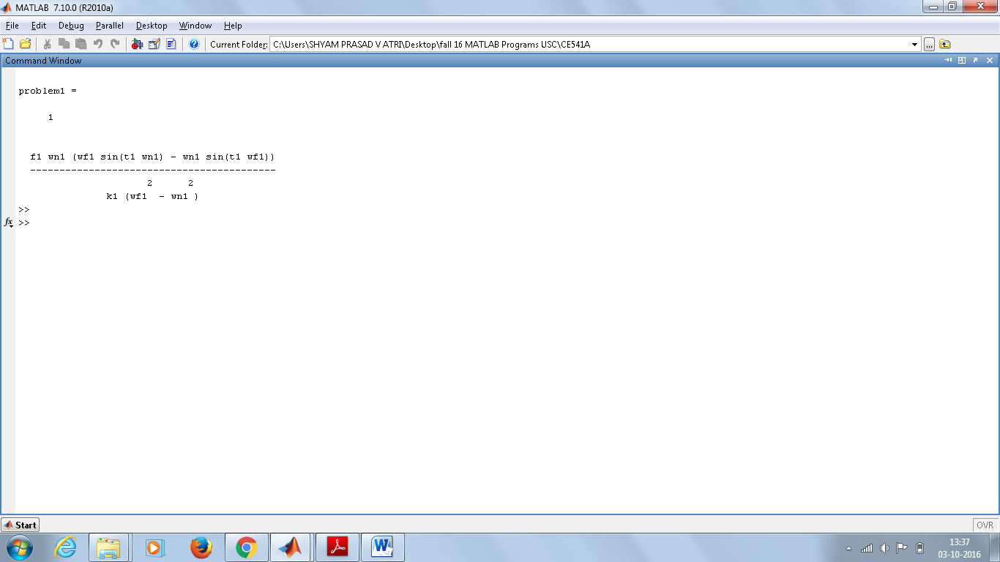 MATLAB 7.10.0 (R2010a)
File Edit Debug Parallel Desktop Window Help
Current Folder: C:\Users\SHYAM PRASAD V ATRI\Desktop\fall 16 MATLAB Programs USC\CE541A ...
Command Window
problem1 =
1
f1 wn1 (wf1 sin(t1 wn1) - wn1 sin(t1 wf1))
------------------------------------------
2 2
k1 (wf1 - wn1 )
>>
fx >>
Start OVR
13:37
03-10-2016